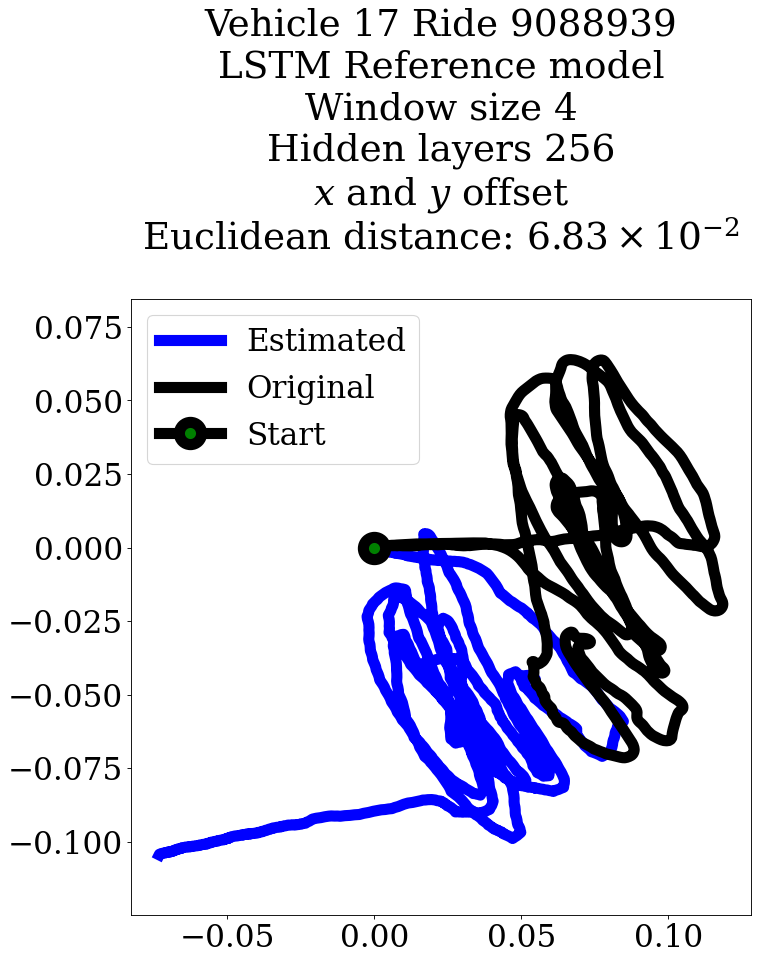 Vehicle 17 Ride 9088939
LSTM Reference model
Window size 4
Hidden layers 256
x and y offset
Euclidean distance: 6.83 × 10⁻²
Estimated
Original
Start
0.075
0.050
0.025
0.000
−0.025
−0.050
−0.075
−0.100
−0.05 0.00 0.05 0.10